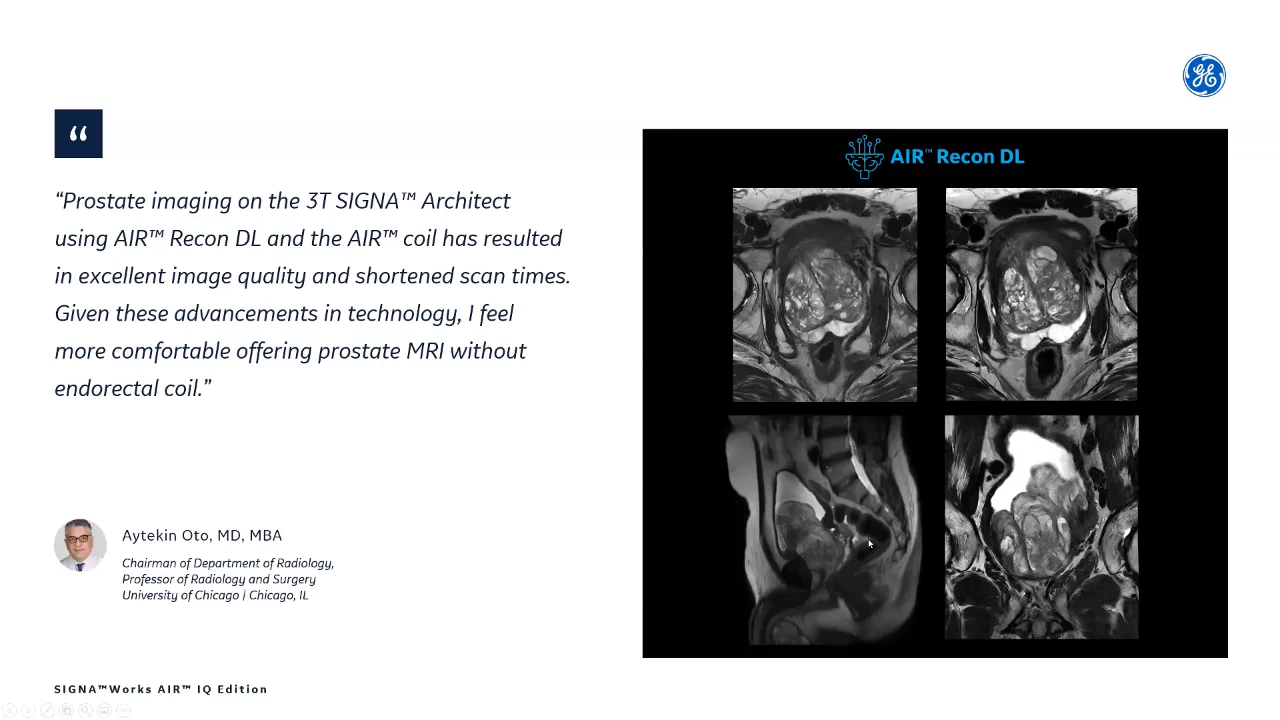 “
“Prostate imaging on the 3T SIGNA™ Architect
using AIR™ Recon DL and the AIR™ coil has resulted
in excellent image quality and shortened scan times.
Given these advancements in technology, I feel
more comfortable offering prostate MRI without
endorectal coil.”
Aytekin Oto, MD, MBA
Chairman of Department of Radiology,
Professor of Radiology and Surgery
University of Chicago | Chicago, IL
SIGNA™Works AIR™ IQ Edition
GE
AIR™ Recon DL